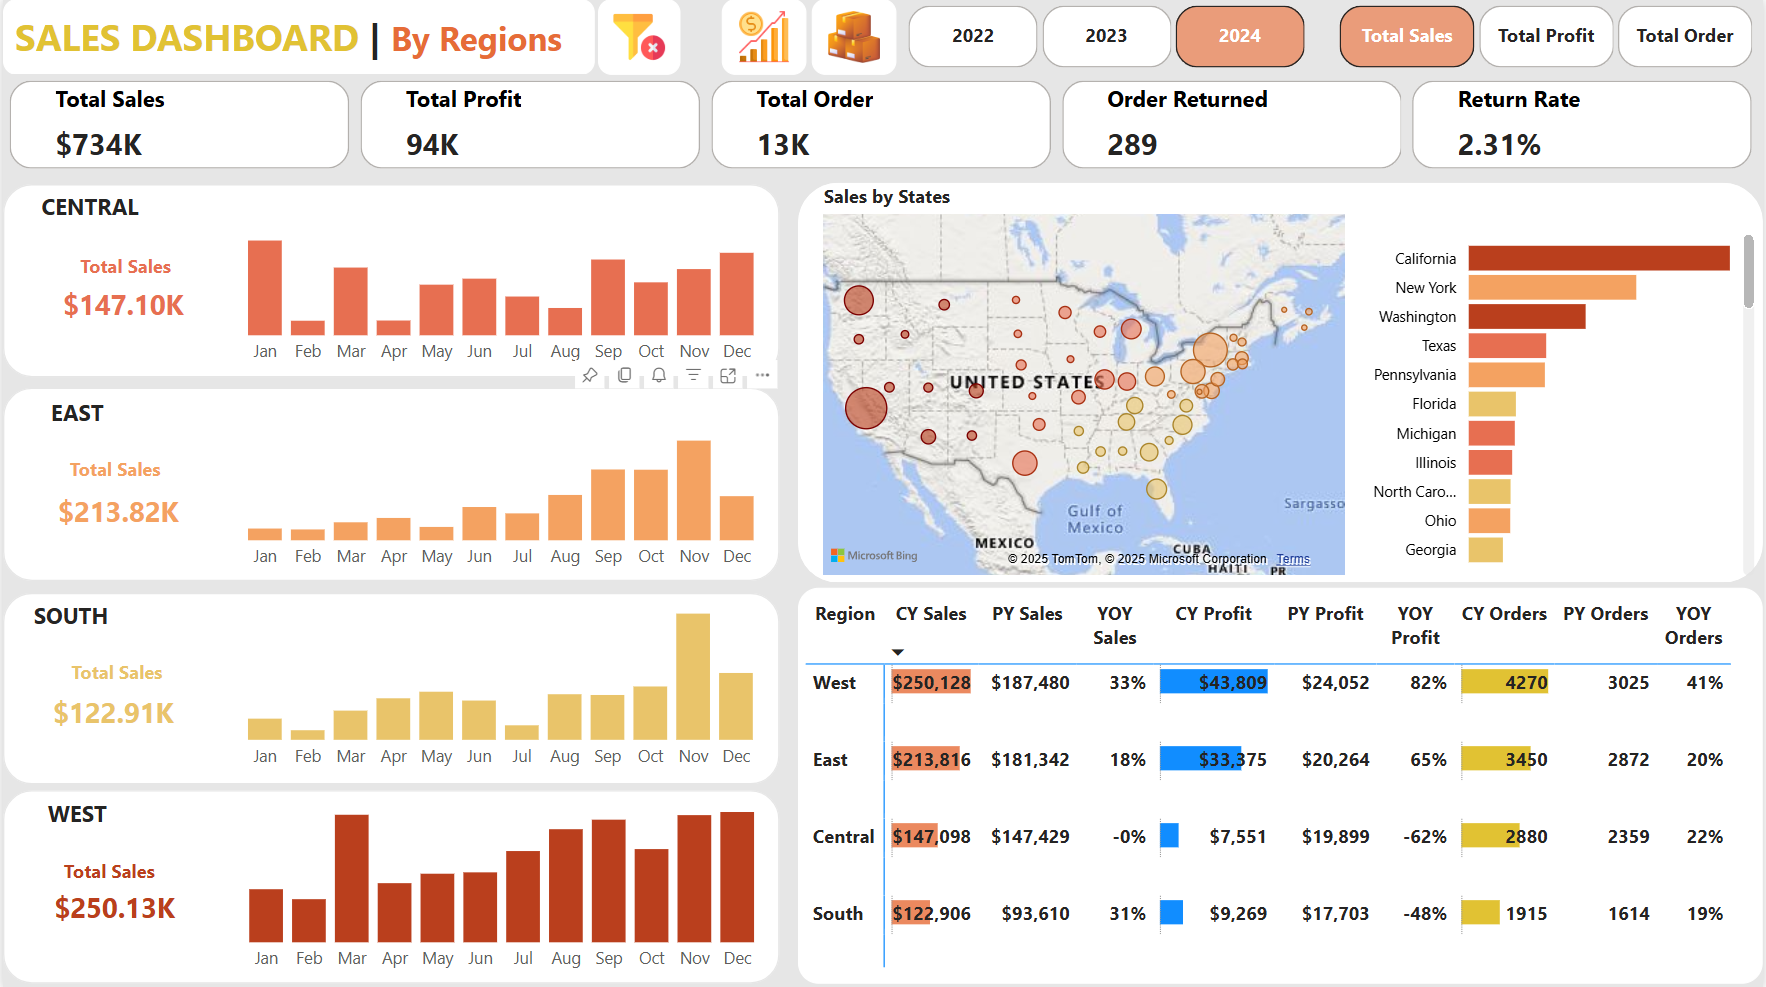 SALES DASHBOARD | By Regions
2022
2023
2024
Total Sales
Total Profit
Total Order
Total Sales
$734K
Total Profit
94K
Total Order
13K
Order Returned
289
Return Rate
2.31%
CENTRAL
Total Sales
$147.10K
Jan Feb Mar Apr May Jun Jul Aug Sep Oct Nov Dec
EAST
Total Sales
$213.82K
Jan Feb Mar Apr May Jun Jul Aug Sep Oct Nov Dec
SOUTH
Total Sales
$122.91K
Jan Feb Mar Apr May Jun Jul Aug Sep Oct Nov Dec
WEST
Total Sales
$250.13K
Jan Feb Mar Apr May Jun Jul Aug Sep Oct Nov Dec
Sales by States
UNITED STATES
Gulf of
Mexico
Sargasso
MEXICO
CUBA
HAITI
PR
Microsoft Bing
© 2025 TomTom, © 2025 Microsoft Corporation Terms
California
New York
Washington
Texas
Pennsylvania
Florida
Michigan
Illinois
North Caro...
Ohio
Georgia
Region CY Sales PY Sales YOY Sales CY Profit PY Profit YOY Profit CY Orders PY Orders YOY Orders
West $250,128 $187,480 33% $43,809 $24,052 82% 4270 3025 41%
East $213,816 $181,342 18% $33,375 $20,264 65% 3450 2872 20%
Central $147,098 $147,429 -0% $7,551 $19,899 -62% 2880 2359 22%
South $122,906 $93,610 31% $9,269 $17,703 -48% 1915 1614 19%